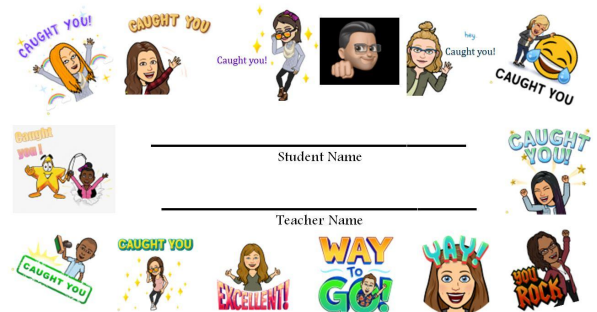 CAUGHT YOU!
CAUGHT YOU
Caught you!
hey
Caught you!
CAUGHT YOU
Caught
you!
Student Name
CAUGHT
YOU!
Teacher Name
CAUGHT YOU
CAUGHT YOU
EXCELLENT!
WAY
TO
GO!
YAY!
YOU
ROCK